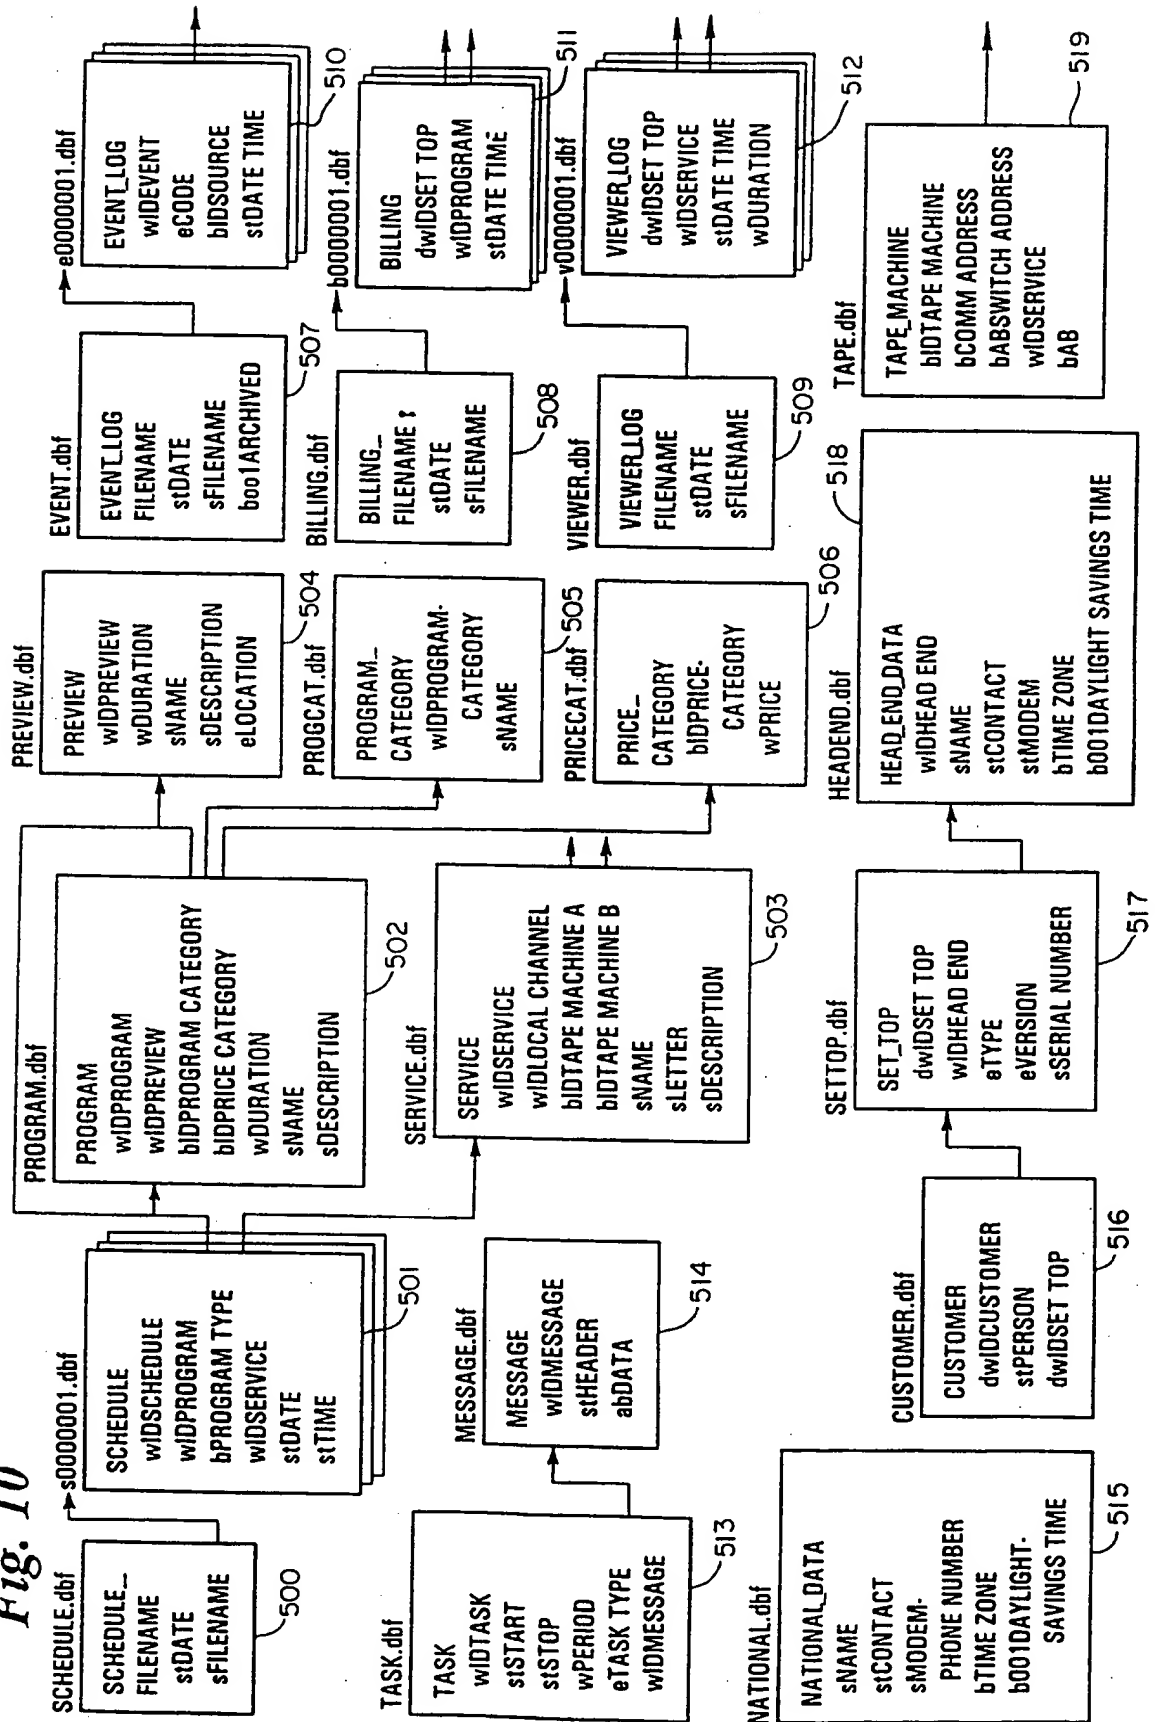 Fig. 10
SCHEDULE.dbf
SCHEDULE_
FILENAME
stDATE
sFILENAME
500
s0000001.dbf
SCHEDULE
wIDSCHEDULE
wIDPROGRAM
bPROGRAM TYPE
wIDSERVICE
stDATE
stTIME
501
PROGRAM.dbf
PROGRAM
wIDPROGRAM
wIDPREVIEW
bIDPROGRAM CATEGORY
bIDPRICE CATEGORY
wDURATION
sNAME
sDESCRIPTION
502
PREVIEW.dbf
PREVIEW
wIDPREVIEW
wDURATION
sNAME
sDESCRIPTION
eLOCATION
504
EVENT.dbf
EVENT_LOG
FILENAME
stDATE
sFILENAME
boo1ARCHIVED
507
e0000001.dbf
EVENT_LOG
wIDEVENT
eCODE
bIDSOURCE
stDATE TIME
510
PROGCAT.dbf
PROGRAM_
CATEGORY
wIDPROGRAM-
CATEGORY
sNAME
505
BILLING.dbf
BILLING_
FILENAME :
stDATE
sFILENAME
508
b0000001.dbf
BILLING
dwIDSET TOP
wIDPROGRAM
stDATE TIME
511
TASK.dbf
TASK
wIDTASK
stSTART
stSTOP
wPERIOD
eTASK TYPE
wIDMESSAGE
513
MESSAGE.dbf
MESSAGE
wIDMESSAGE
stHEADER
abDATA
514
SERVICE.dbf
SERVICE
wIDSERVICE
wIDLOCAL CHANNEL
bIDTAPE MACHINE A
bIDTAPE MACHINE B
sNAME
sLETTER
sDESCRIPTION
503
PRICECAT.dbf
PRICE_
CATEGORY
bIDPRICE-
CATEGORY
wPRICE
506
VIEWER.dbf
VIEWER_LOG
FILENAME
stDATE
sFILENAME
509
v0000001.dbf
VIEWER_LOG
dwIDSET TOP
wIDSERVICE
stDATE TIME
wDURATION
512
NATIONAL.dbf
NATIONAL_DATA
sNAME
stCONTACT
sMODEM-
PHONE NUMBER
bTIME ZONE
b001DAYLIGHT-
SAVINGS TIME
515
CUSTOMER.dbf
CUSTOMER
dwIDCUSTOMER
stPERSON
dwIDSET TOP
516
SETTOP.dbf
SET_TOP
dwIDSET TOP
wIDHEAD END
eTYPE
eVERSION
sSERIAL NUMBER
517
HEADEND.dbf
HEAD_END_DATA
wIDHEAD END
sNAME
stCONTACT
stMODEM
bTIME ZONE
b001DAYLIGHT SAVINGS TIME
518
TAPE.dbf
TAPE_MACHINE
bIDTAPE MACHINE
bCOMM ADDRESS
bABSWITCH ADDRESS
wIDSERVICE
bAB
519